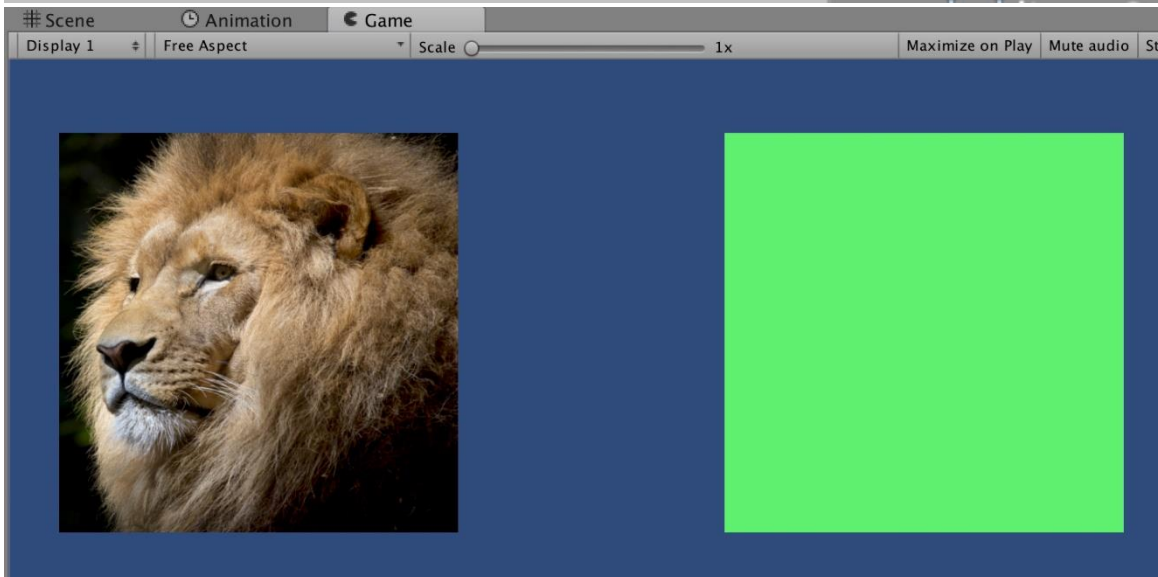 Scene Animation Game
Display 1 Free Aspect Scale 1x Maximize on Play Mute audio